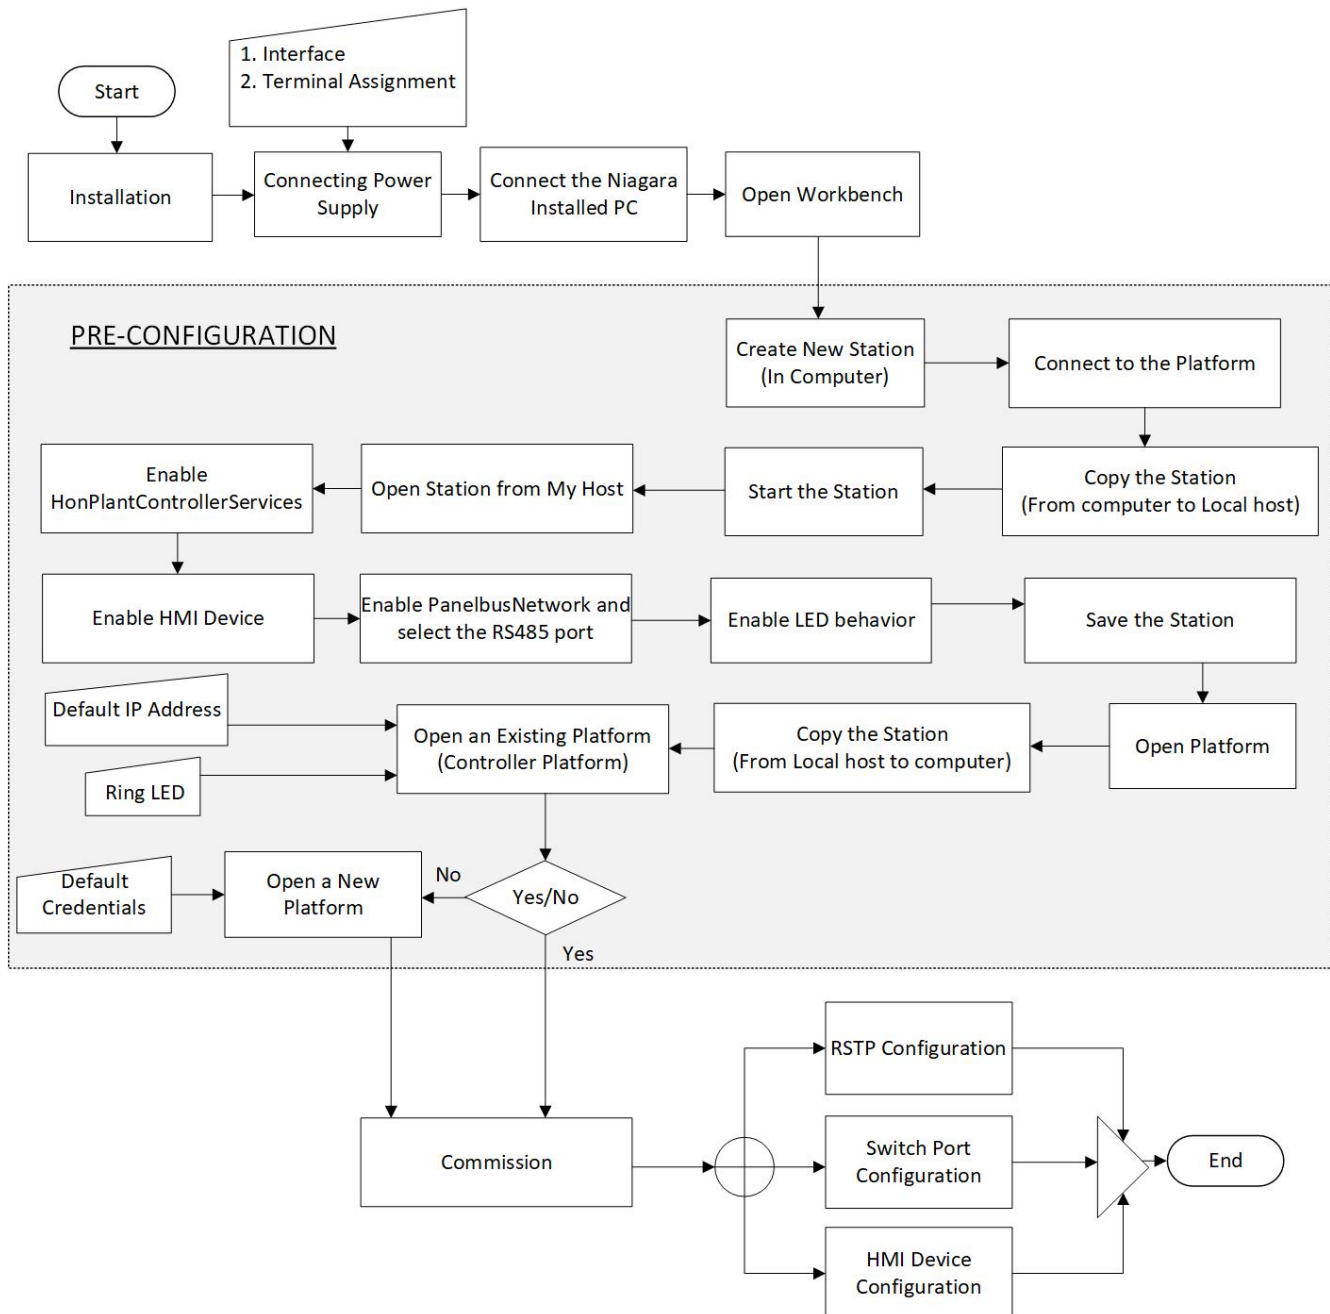 1. Interface
2. Terminal Assignment
Start
Installation
Connecting Power
Supply
Connect the Niagara
Installed PC
Open Workbench
PRE-CONFIGURATION
Create New Station
(In Computer)
Connect to the Platform
Enable
HonPlantControllerServices
Open Station from My Host
Start the Station
Copy the Station
(From computer to Local host)
Enable HMI Device
Enable PanelbusNetwork and
select the RS485 port
Enable LED behavior
Save the Station
Default IP Address
Ring LED
Open an Existing Platform
(Controller Platform)
Copy the Station
(From Local host to computer)
Open Platform
Default
Credentials
Open a New
Platform
No
Yes/No
Yes
RSTP Configuration
Commission
Switch Port
Configuration
End
HMI Device
Configuration